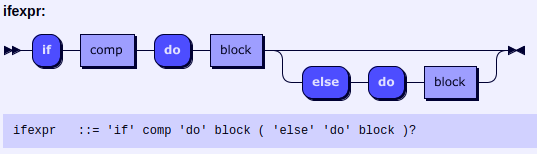 ifexpr:
if comp do block
else do block
ifexpr ::= 'if' comp 'do' block ( 'else' 'do' block )?